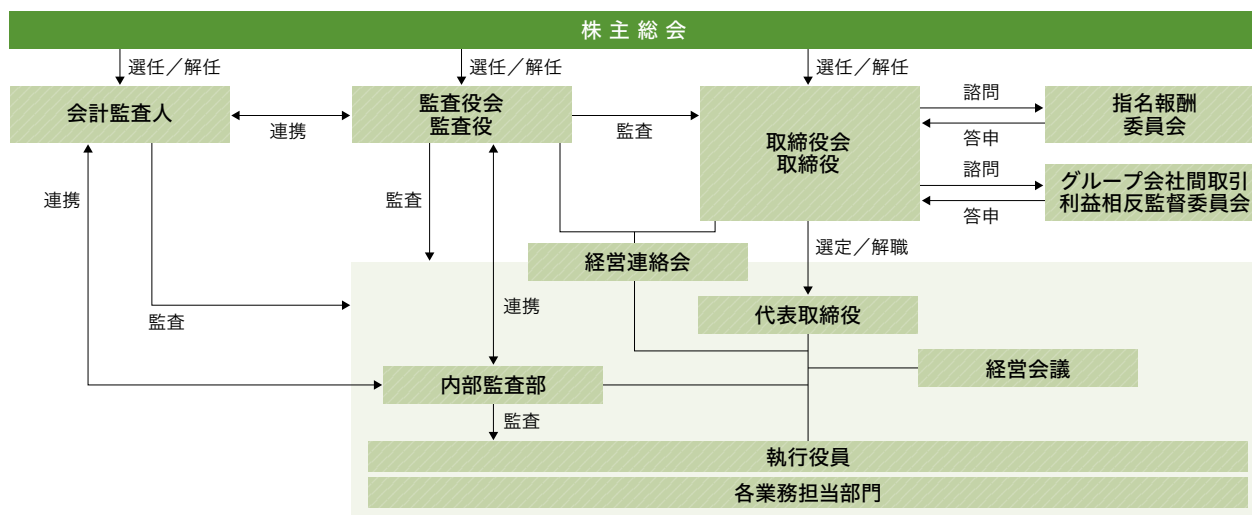 株主総会
選任／解任
選任／解任
選任／解任
会計監査人
連携
監査役会
監査役
監査
取締役会
取締役
諮問
答申
指名報酬
委員会
諮問
答申
グループ会社間取引
利益相反監督委員会
連携
監査
選定／解職
経営連絡会
監査
連携
代表取締役
経営会議
内部監査部
監査
執行役員
各業務担当部門